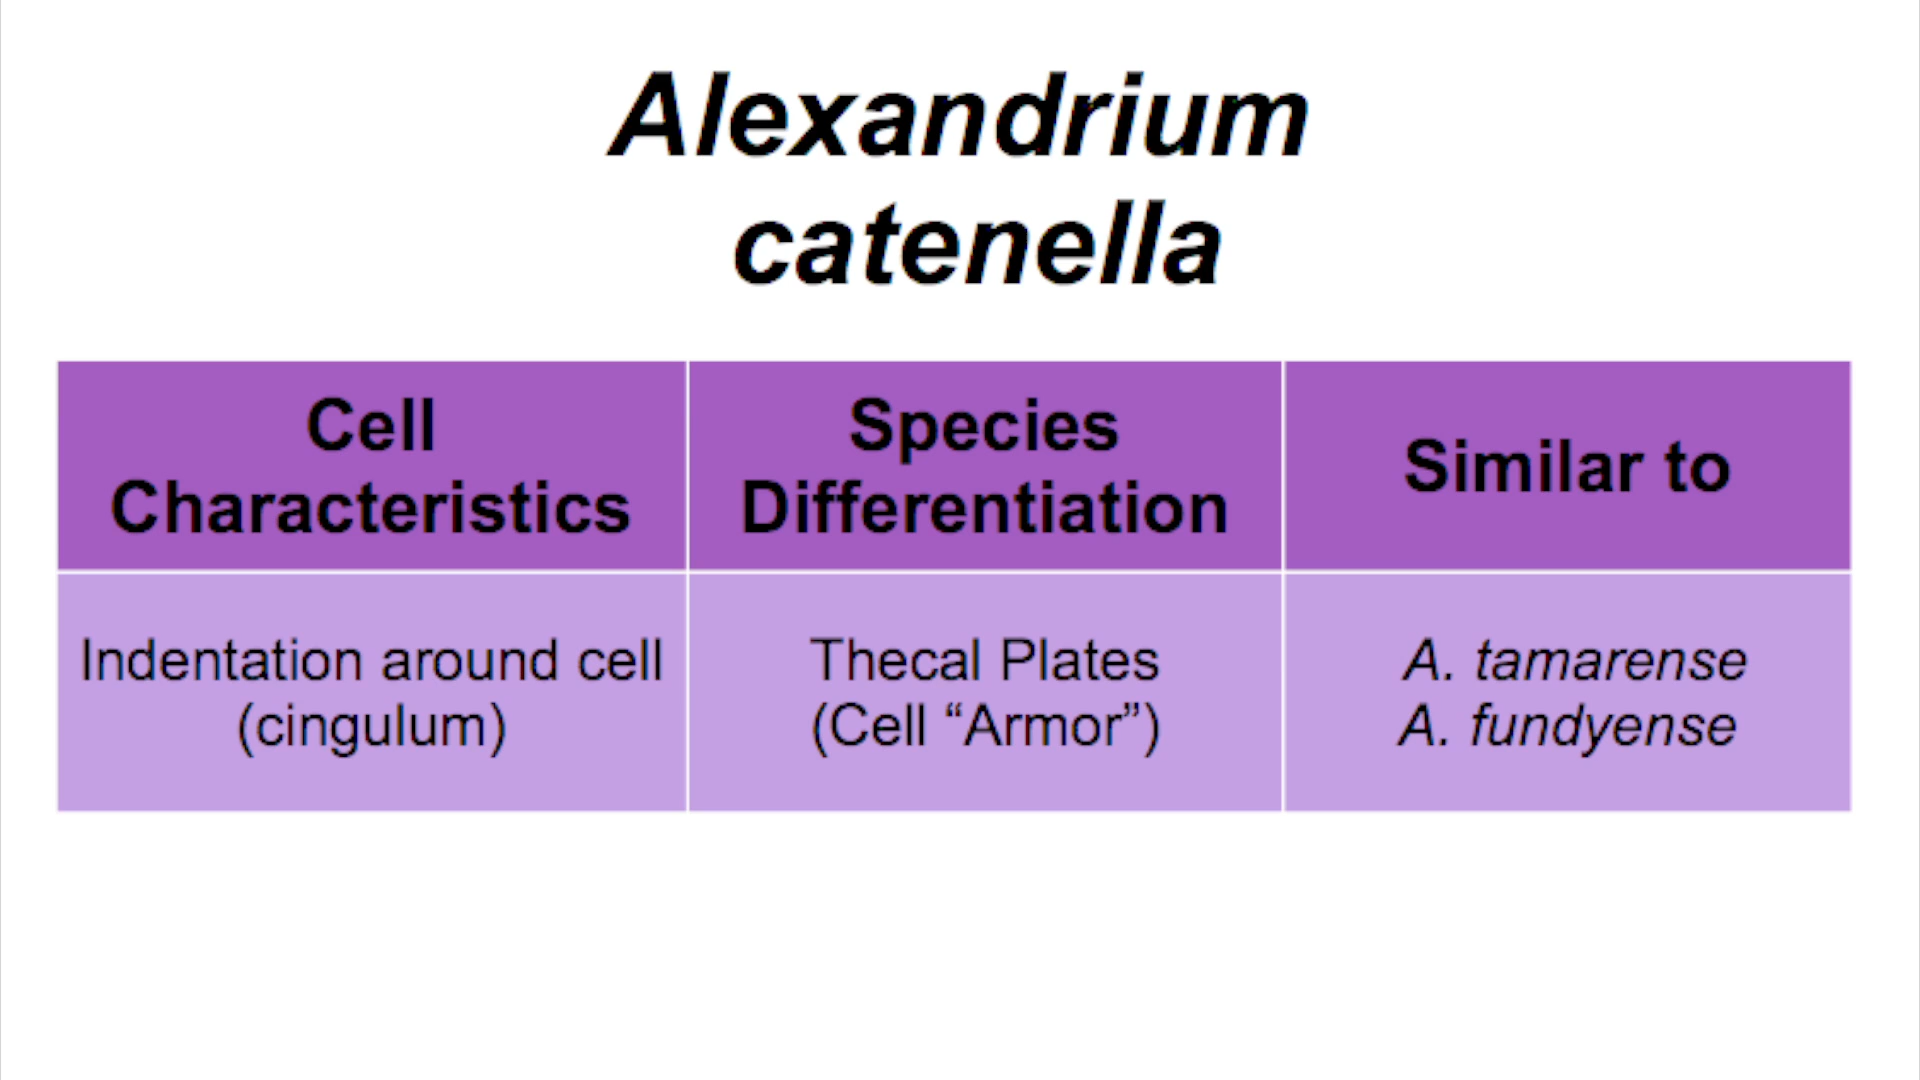 Alexandrium
catenella
Cell
Characteristics
Species
Differentiation
Similar to
Indentation around cell
(cingulum)
Thecal Plates
(Cell “Armor”)
A. tamarense
A. fundyense